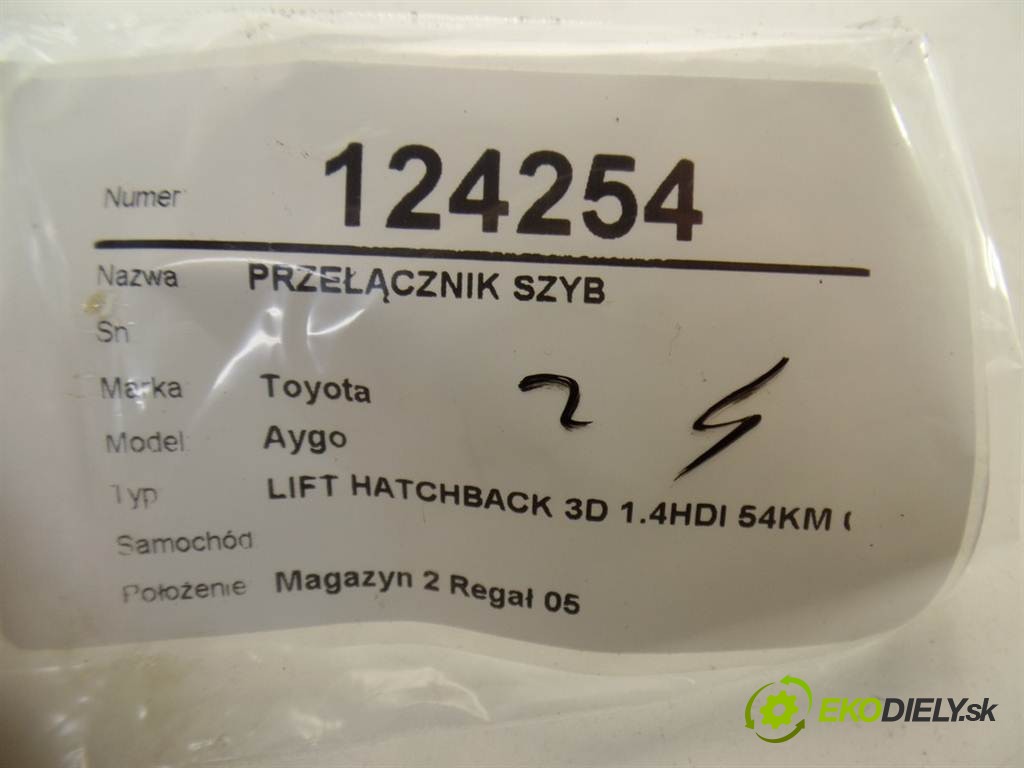 Numer 124254
Nazwa PRZEŁĄCZNIK SZYB
Sn
Marka Toyota
2 5
Model Aygo
Typ LIFT HATCHBACK 3D 1.4HDI 54KM (
Samochód
Położenie Magazyn 2 Regał 05
EKODIELY.sk